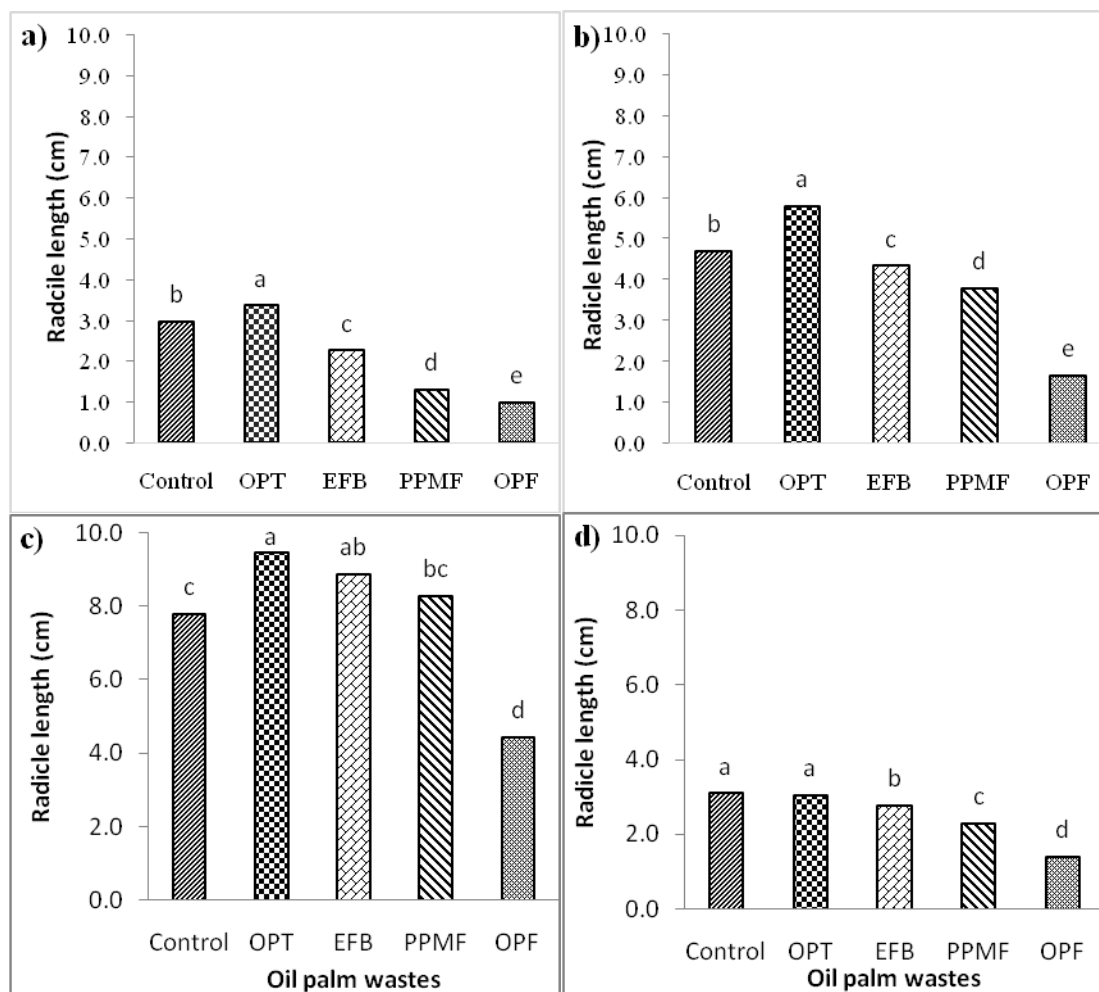 a)
Radcile length (cm)
10.0
9.0
8.0
7.0
6.0
5.0
4.0
3.0
2.0
1.0
0.0
b a c d e
Control OPT EFB PPMF OPF
b)
Radicle length (cm)
10.0
9.0
8.0
7.0
6.0
5.0
4.0
3.0
2.0
1.0
0.0
b a c d e
Control OPT EFB PPMF OPF
c)
Radicle length (cm)
10.0
8.0
6.0
4.0
2.0
0.0
c a ab bc d
Control OPT EFB PPMF OPF
Oil palm wastes
d)
Radicle length (cm)
10.0
8.0
6.0
4.0
2.0
0.0
a a b c d
Control OPT EFB PPMF OPF
Oil palm wastes